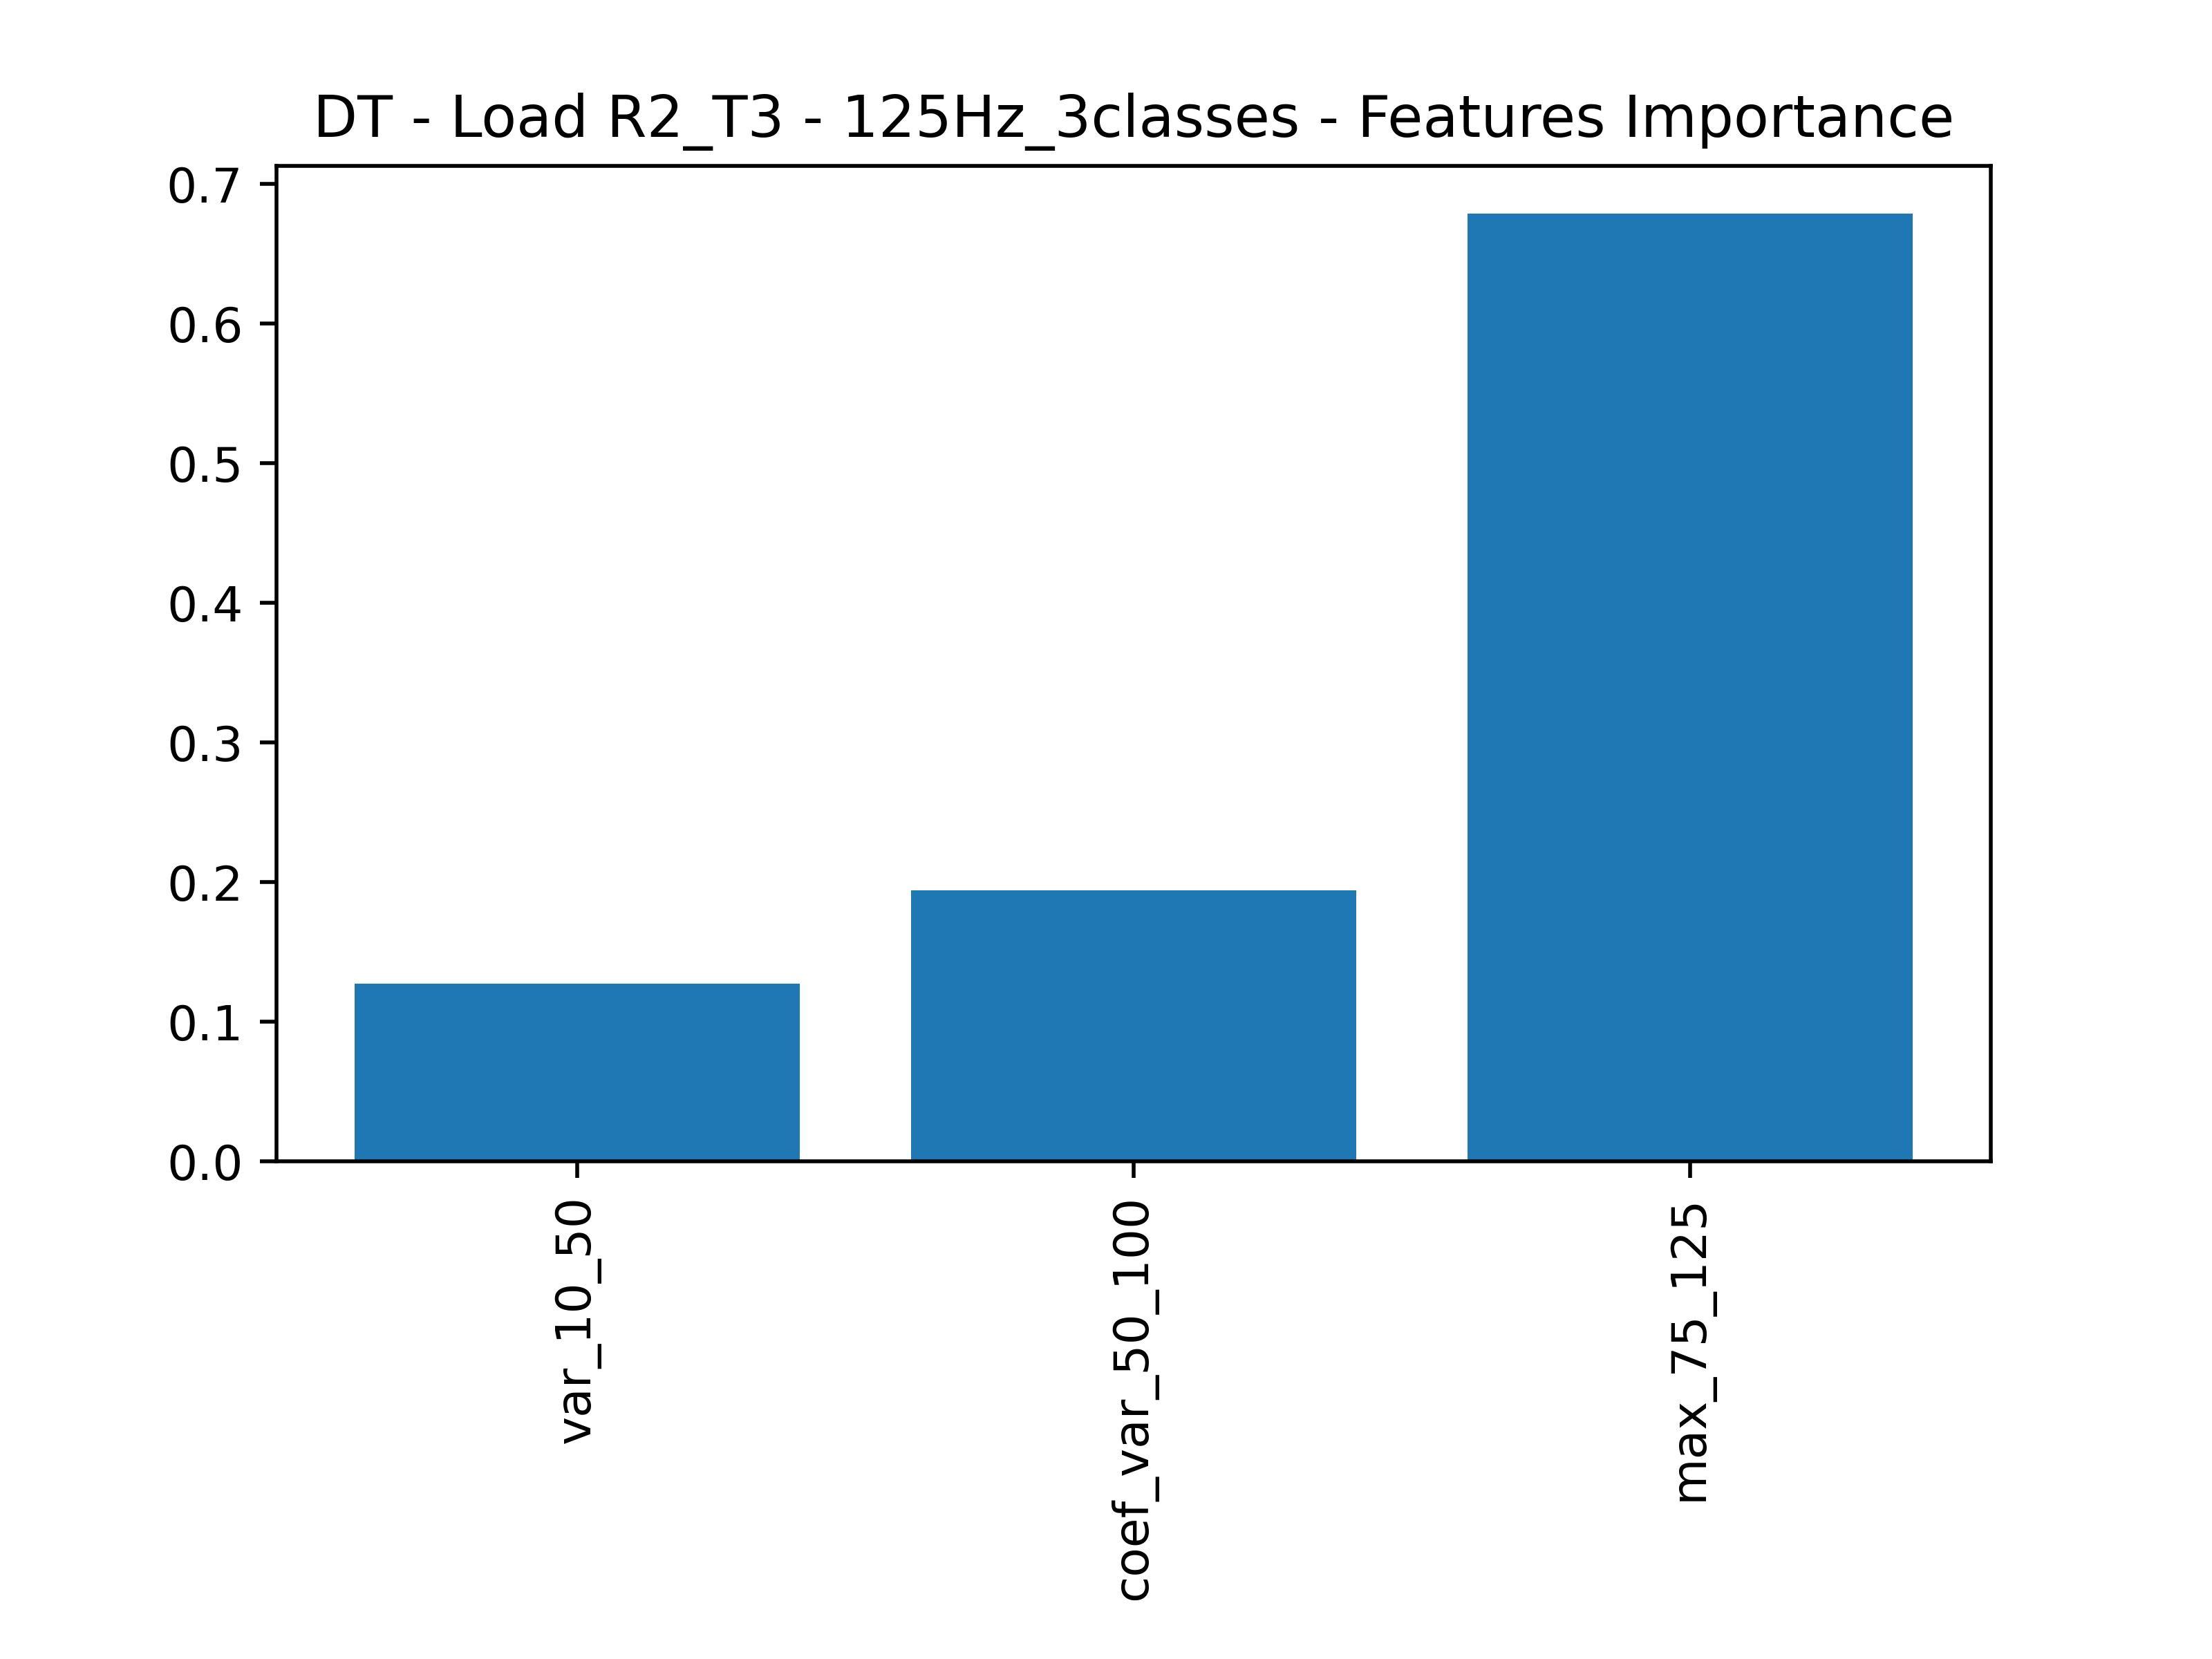 DT - Load R2_T3 - 125Hz_3classes - Features Importance
0.7
0.6
0.5
0.4
0.3
0.2
0.1
0.0
var_10_50
coef_var_50_100
max_75_125